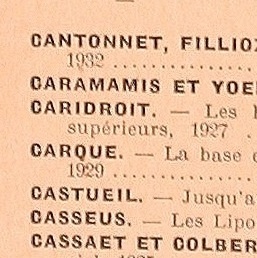 CANTONNET, FILLIOZ
1932 ................
CARAMAMIS ET YOE
CARIDROIT. — Les
supérieurs, 1927 .
CARQUE. — La base
1929 ................
CASTUEIL. — Jusqu'a
CASSEUS. — Les Lipo
CASSAET ET COLBER